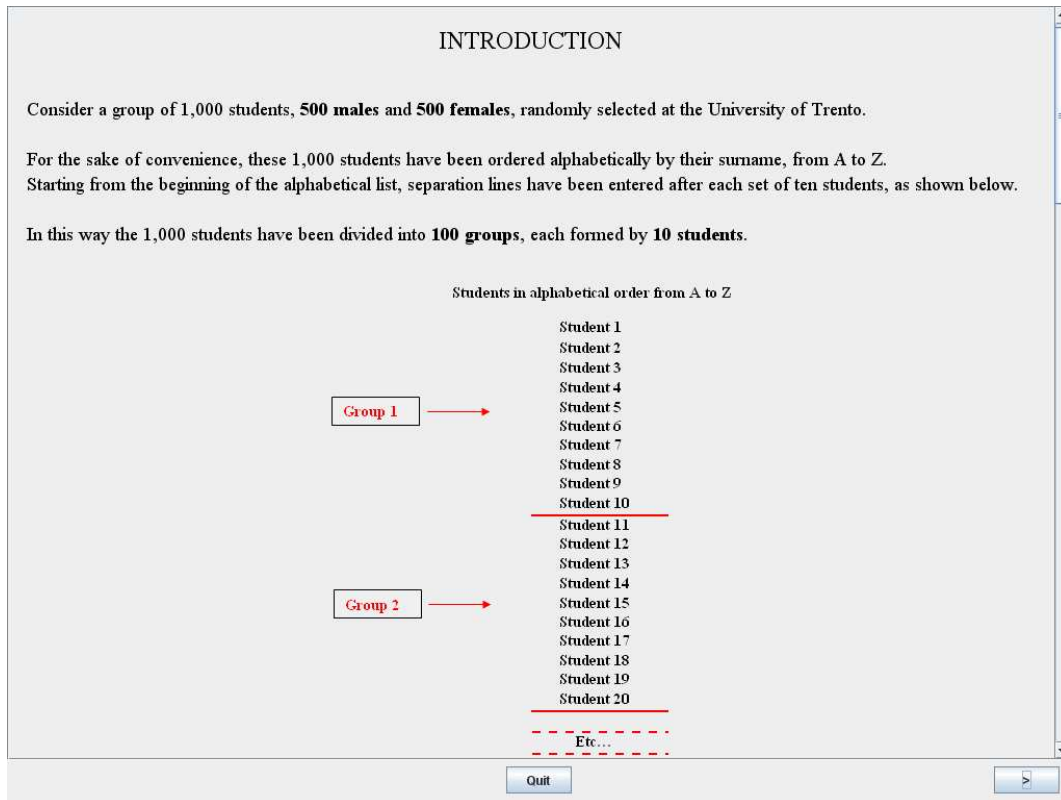 INTRODUCTION
Consider a group of 1,000 students, 500 males and 500 females, randomly selected at the University of Trento.
For the sake of convenience, these 1,000 students have been ordered alphabetically by their surname, from A to Z.
Starting from the beginning of the alphabetical list, separation lines have been entered after each set of ten students, as shown below.
In this way the 1,000 students have been divided into 100 groups, each formed by 10 students.
Students in alphabetical order from A to Z
Student 1
Student 2
Student 3
Student 4
Group 1
Student 5
Student 6
Student 7
Student 8
Student 9
Student 10
Student 11
Student 12
Student 13
Student 14
Group 2
Student 15
Student 16
Student 17
Student 18
Student 19
Student 20
Etc...
Quit
>